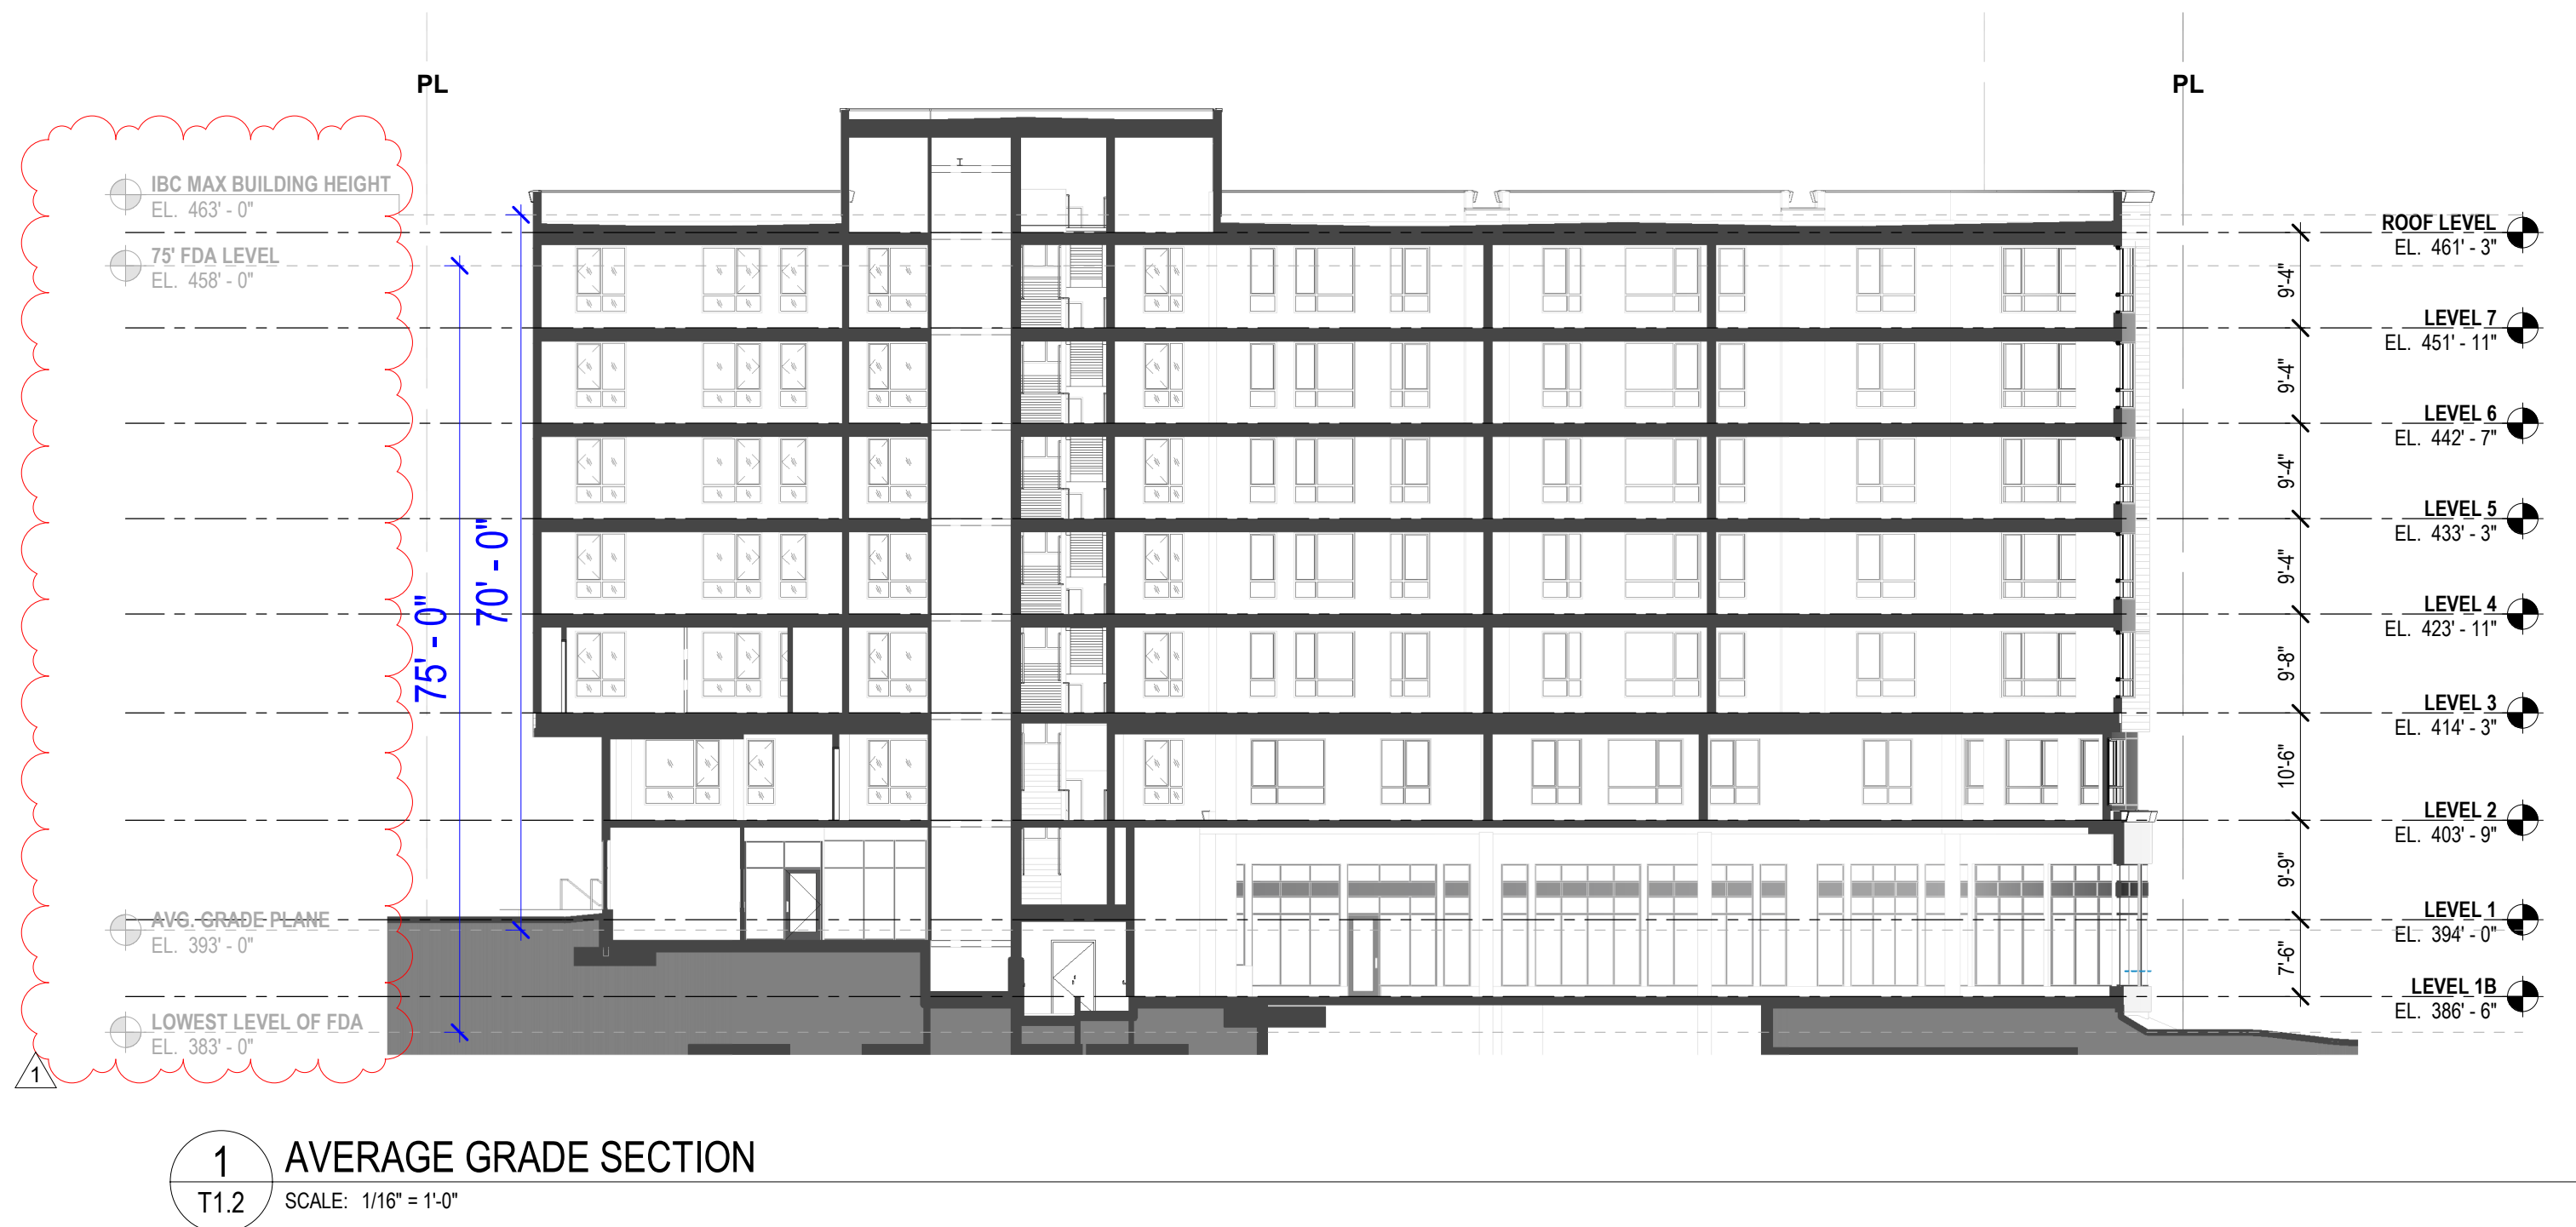 PL
PL
IBC MAX BUILDING HEIGHT
EL. 463' - 0"
75' FDA LEVEL
EL. 458' - 0"
AVG. GRADE PLANE
EL. 393' - 0"
LOWEST LEVEL OF FDA
EL. 383' - 0"
1
75' - 0"
70' - 0"
ROOF LEVEL
EL. 461' - 3"
9'-4"
LEVEL 7
EL. 451' - 11"
9'-4"
LEVEL 6
EL. 442' - 7"
9'-4"
LEVEL 5
EL. 433' - 3"
9'-4"
LEVEL 4
EL. 423' - 11"
9'-8"
LEVEL 3
EL. 414' - 3"
10'-6"
LEVEL 2
EL. 403' - 9"
9'-9"
LEVEL 1
EL. 394' - 0"
7'-6"
LEVEL 1B
EL. 386' - 6"
1
T1.2
AVERAGE GRADE SECTION
SCALE: 1/16" = 1'-0"